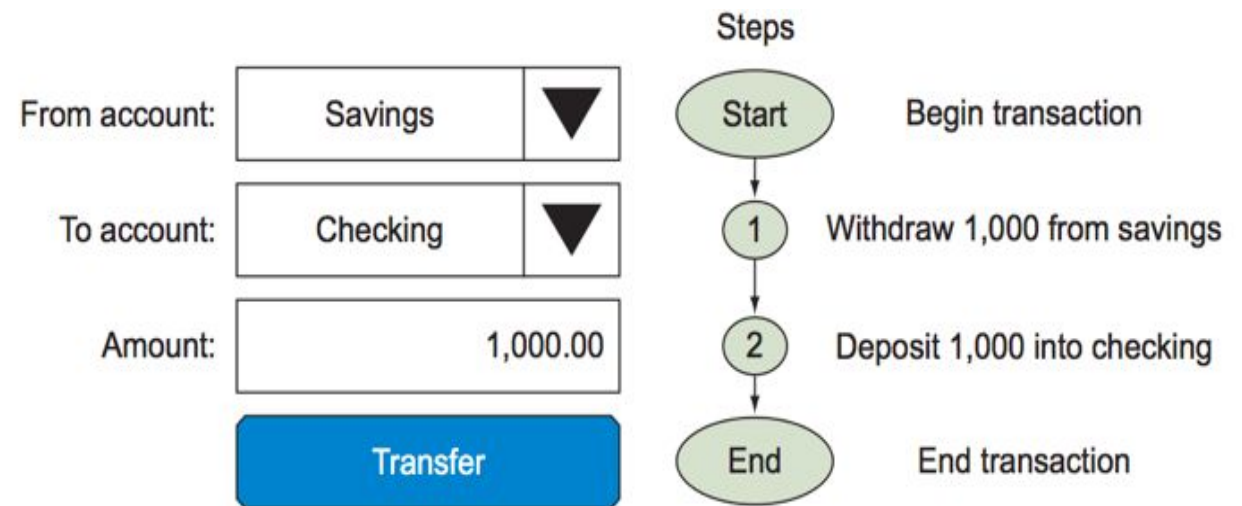 Steps
From account: Savings Start Begin transaction
To account: Checking 1 Withdraw 1,000 from savings
Amount: 1,000.00 2 Deposit 1,000 into checking
Transfer End End transaction